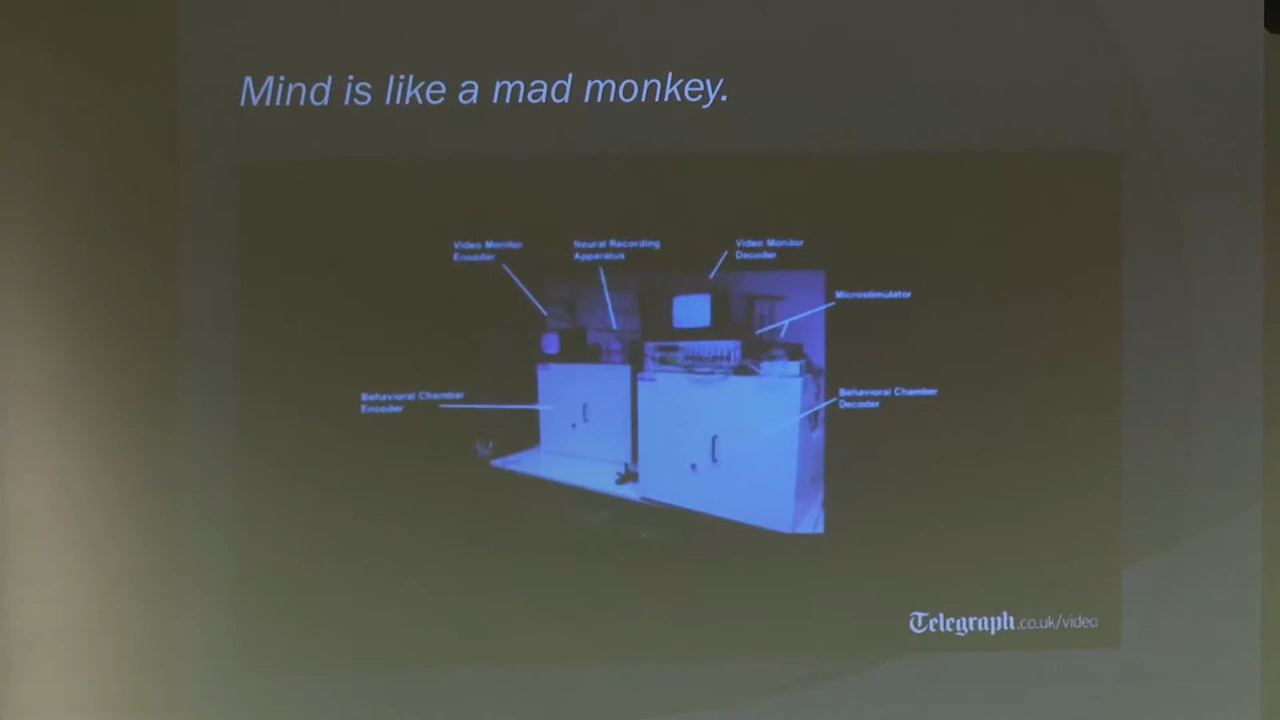 Mind is like a mad monkey.
Video Monitor
Encoder
Neural Recording
Apparatus
Video Monitor
Decoder
Microstimulator
Behavioral Chamber
Encoder
Behavioral Chamber
Decoder
Telegraph.co.uk/video